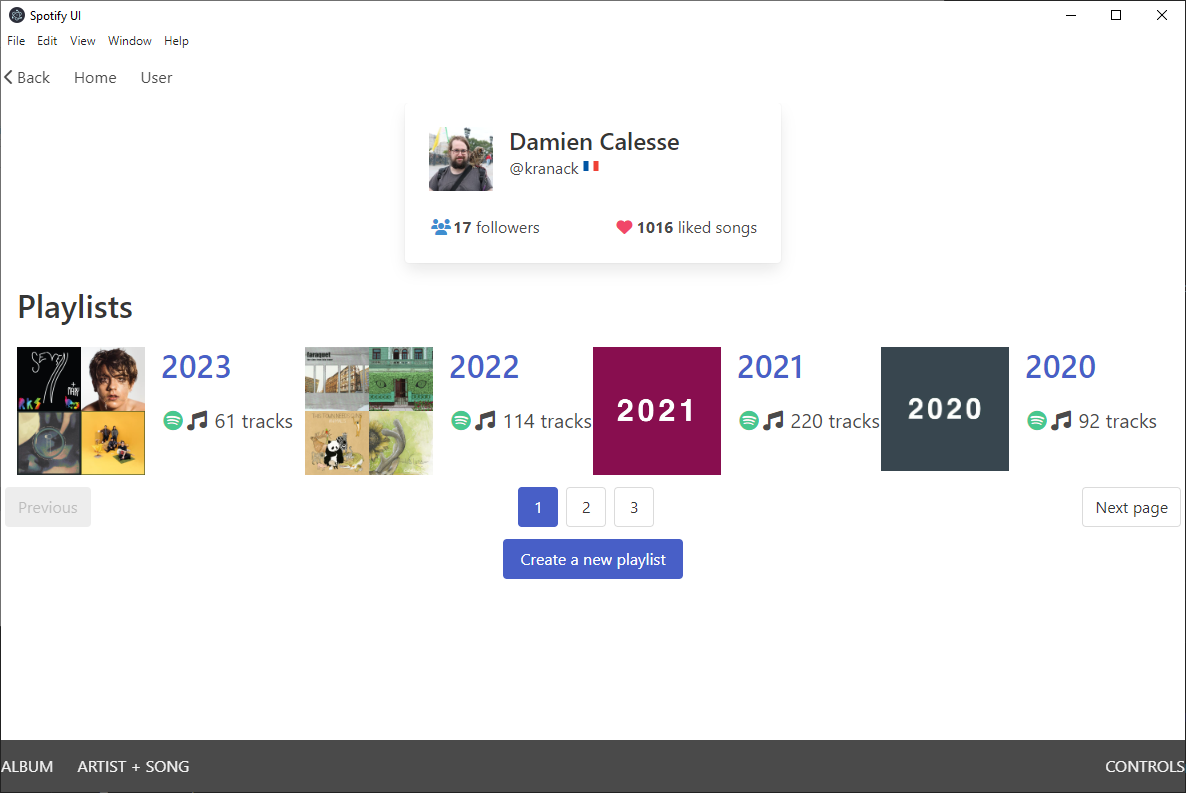 Spotify UI
File Edit View Window Help
Back Home User
Damien Calesse
@kranack
17 followers 1016 liked songs
Playlists
2023
61 tracks
faraquet
2022
114 tracks
2021
2021
220 tracks
2020
2020
92 tracks
Previous 1 2 3 Next page
Create a new playlist
ALBUM ARTIST + SONG CONTROLS